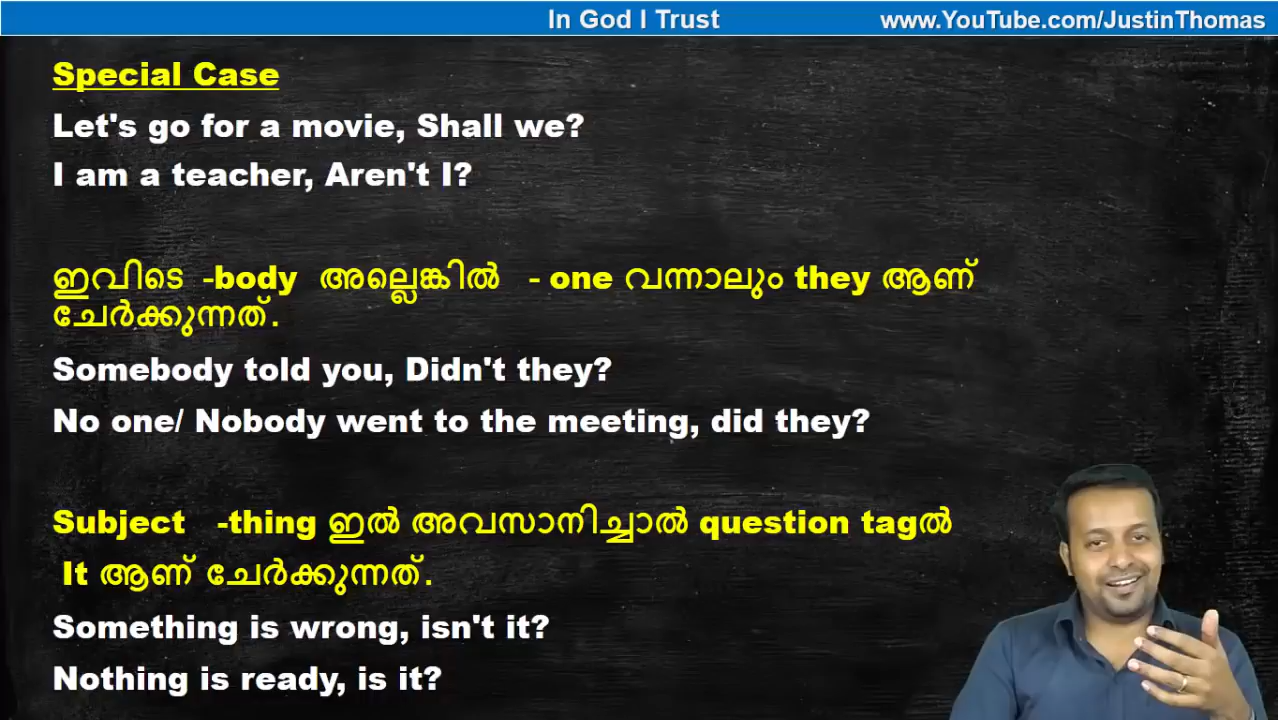 In God I Trust
www.YouTube.com/JustinThomas
Special Case
Let's go for a movie, Shall we?
I am a teacher, Aren't I?
ഇവിടെ -body അല്ലെങ്കിൽ - one വന്നാലും they ആണ്
ചേർക്കുന്നത്.
Somebody told you, Didn't they?
No one/ Nobody went to the meeting, did they?
Subject -thing ഇൽ അവസാനിച്ചാൽ question tagൽ
It ആണ് ചേർക്കുന്നത്.
Something is wrong, isn't it?
Nothing is ready, is it?